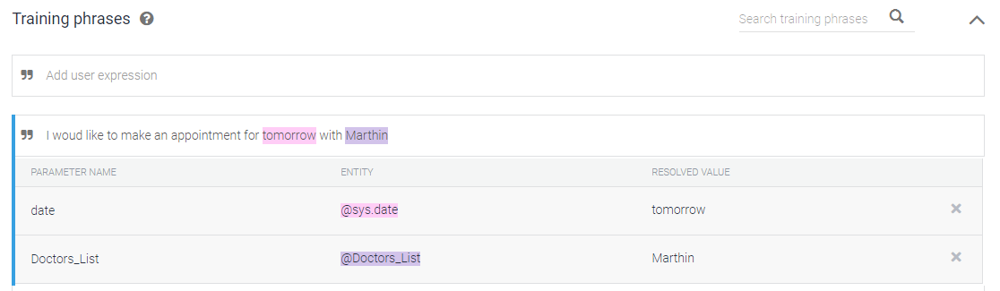 Training phrases ?
Search training phrases
Add user expression
I woud like to make an appointment for tomorrow with Marthin
PARAMETER NAME ENTITY RESOLVED VALUE
date @sys.date tomorrow
Doctors_List @Doctors_List Marthin